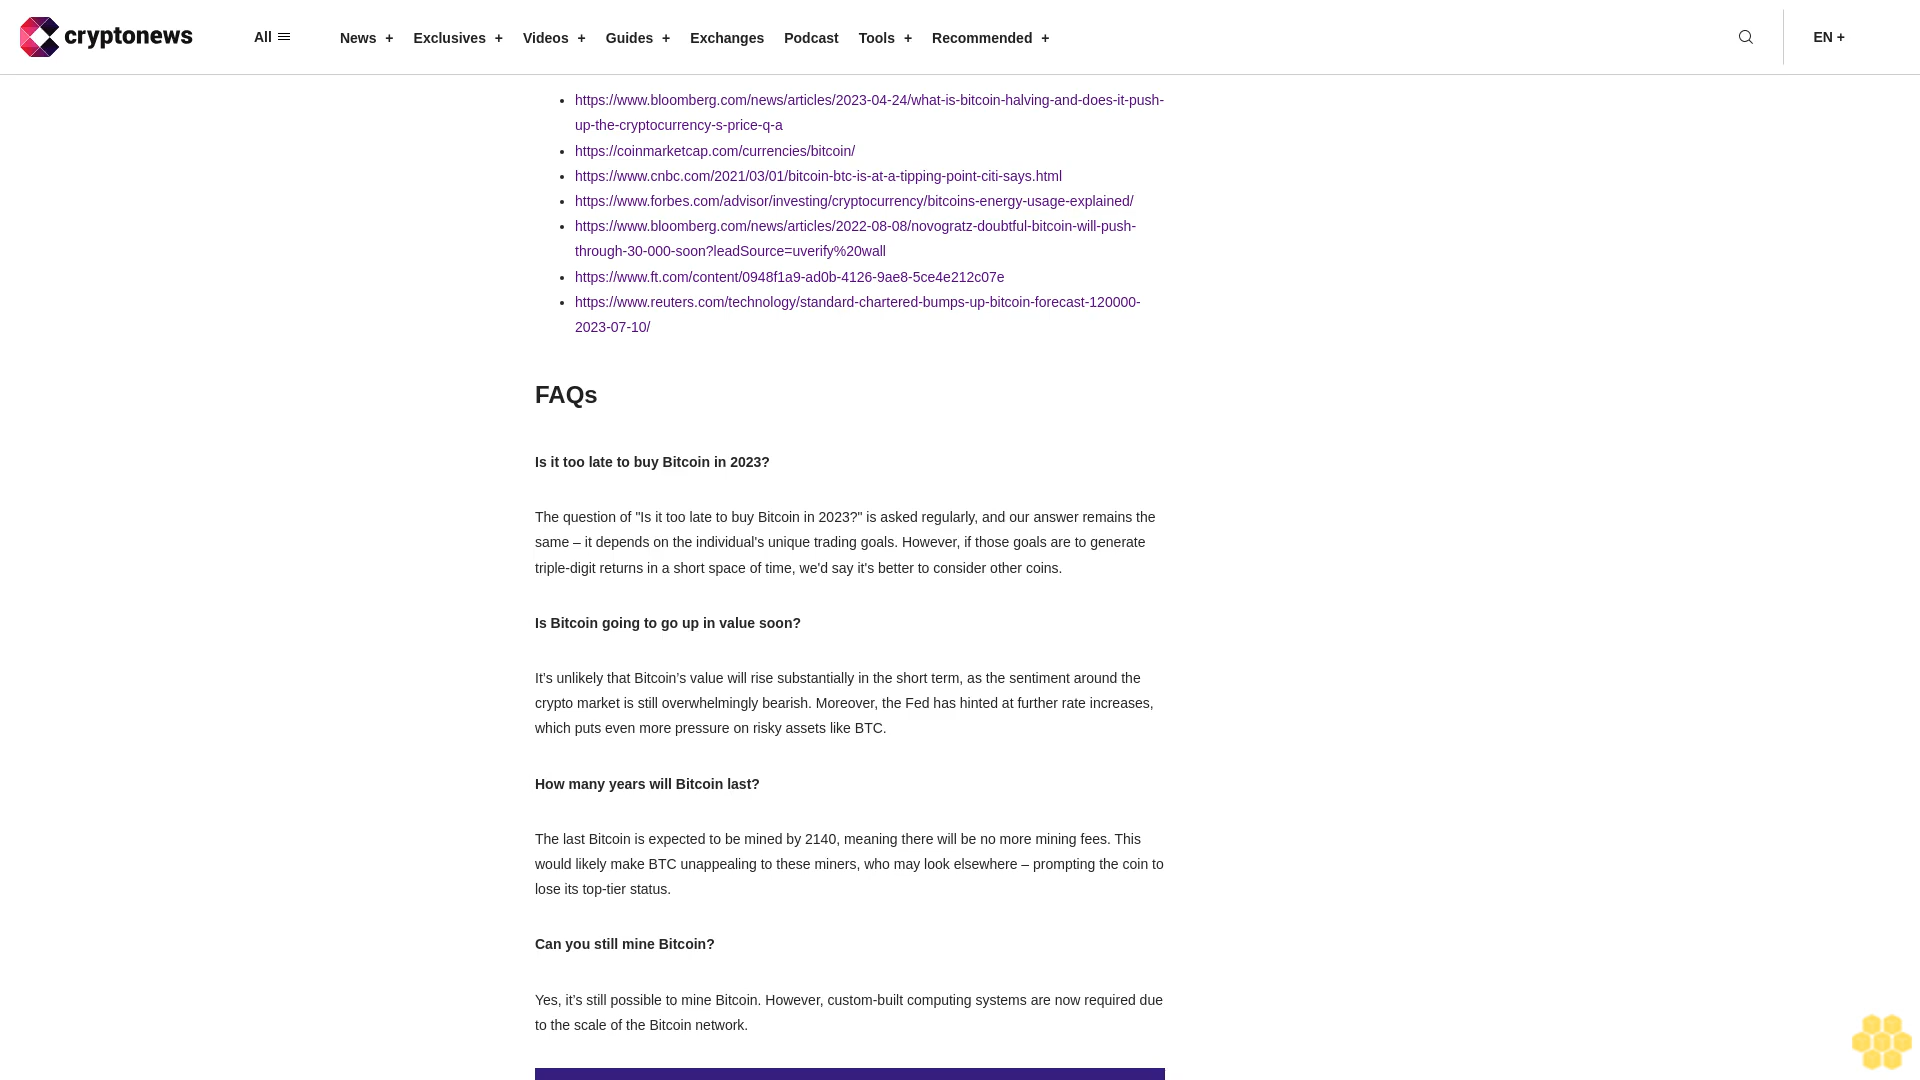 cryptonews
All
News + Exclusives + Videos + Guides + Exchanges Podcast Tools + Recommended +
EN +
https://www.bloomberg.com/news/articles/2023-04-24/what-is-bitcoin-halving-and-does-it-push-
up-the-cryptocurrency-s-price-q-a
https://coinmarketcap.com/currencies/bitcoin/
https://www.cnbc.com/2021/03/01/bitcoin-btc-is-at-a-tipping-point-citi-says.html
https://www.forbes.com/advisor/investing/cryptocurrency/bitcoins-energy-usage-explained/
https://www.bloomberg.com/news/articles/2022-08-08/novogratz-doubtful-bitcoin-will-push-
through-30-000-soon?leadSource=uverify%20wall
https://www.ft.com/content/0948f1a9-ad0b-4126-9ae8-5ce4e212c07e
https://www.reuters.com/technology/standard-chartered-bumps-up-bitcoin-forecast-120000-
2023-07-10/
FAQs
Is it too late to buy Bitcoin in 2023?
The question of "Is it too late to buy Bitcoin in 2023?" is asked regularly, and our answer remains the
same – it depends on the individual's unique trading goals. However, if those goals are to generate
triple-digit returns in a short space of time, we'd say it's better to consider other coins.
Is Bitcoin going to go up in value soon?
It’s unlikely that Bitcoin’s value will rise substantially in the short term, as the sentiment around the
crypto market is still overwhelmingly bearish. Moreover, the Fed has hinted at further rate increases,
which puts even more pressure on risky assets like BTC.
How many years will Bitcoin last?
The last Bitcoin is expected to be mined by 2140, meaning there will be no more mining fees. This
would likely make BTC unappealing to these miners, who may look elsewhere – prompting the coin to
lose its top-tier status.
Can you still mine Bitcoin?
Yes, it’s still possible to mine Bitcoin. However, custom-built computing systems are now required due
to the scale of the Bitcoin network.